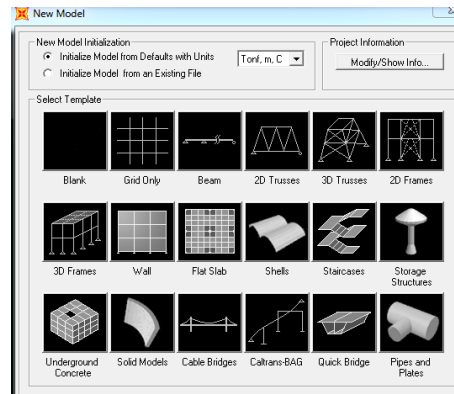 New Model
New Model Initialization
Project Information
Initialize Model from Defaults with Units
Tonf, m, C
Modify/Show Info...
Initialize Model from an Existing File
Select Template
Blank
Grid Only
Beam
2D Trusses
3D Trusses
2D Frames
3D Frames
Wall
Flat Slab
Shells
Staircases
Storage
Structures
Underground
Concrete
Solid Models
Cable Bridges
Caltrans-BAG
Quick Bridge
Pipes and
Plates